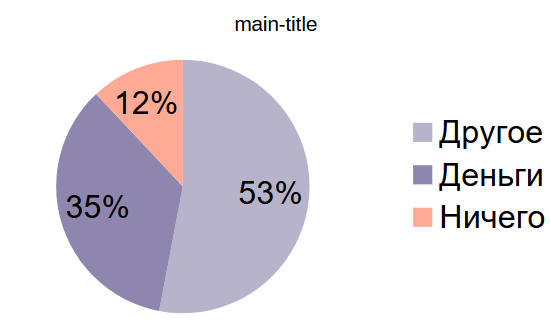 main-title
12%
35%
53%
Другое
Деньги
Ничего